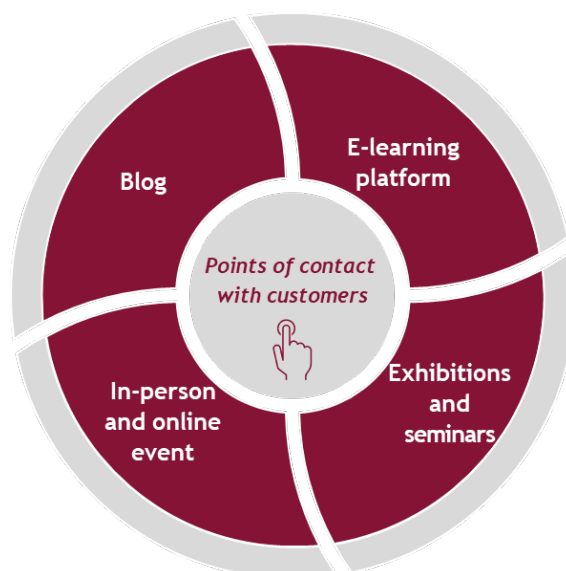 E-learning
platform
Blog
Points of contact
with customers
Exhibitions
and
seminars
In-person
and online
event